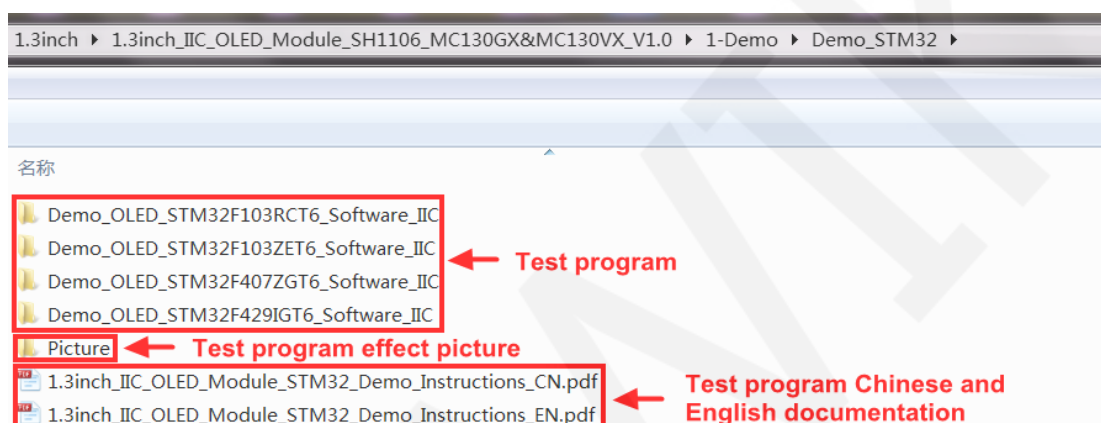 1.3inch ▸ 1.3inch_IIC_OLED_Module_SH1106_MC130GX&MC130VX_V1.0 ▸ 1-Demo ▸ Demo_STM32 ▸
名称
Demo_OLED_STM32F103RCT6_Software_IIC
Demo_OLED_STM32F103ZET6_Software_IIC
Test program
Demo_OLED_STM32F407ZGT6_Software_IIC
Demo_OLED_STM32F429IGT6_Software_IIC
Picture Test program effect picture
1.3inch_IIC_OLED_Module_STM32_Demo_Instructions_CN.pdf
1.3inch_IIC_OLED_Module_STM32_Demo_Instructions_EN.pdf
Test program Chinese and
English documentation